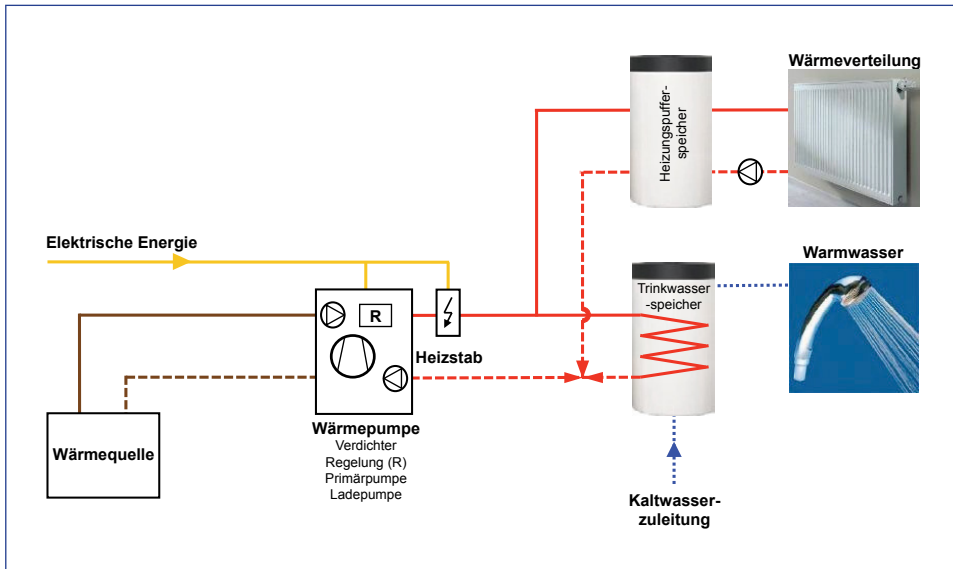 Wärmeverteilung
Heizungspuffer-
speicher
Elektrische Energie
Warmwasser
Trinkwasser
-speicher
R
Heizstab
Wärmepumpe
Verdichter
Regelung (R)
Primärpumpe
Ladepumpe
Wärmequelle
Kaltwasser-
zuleitung